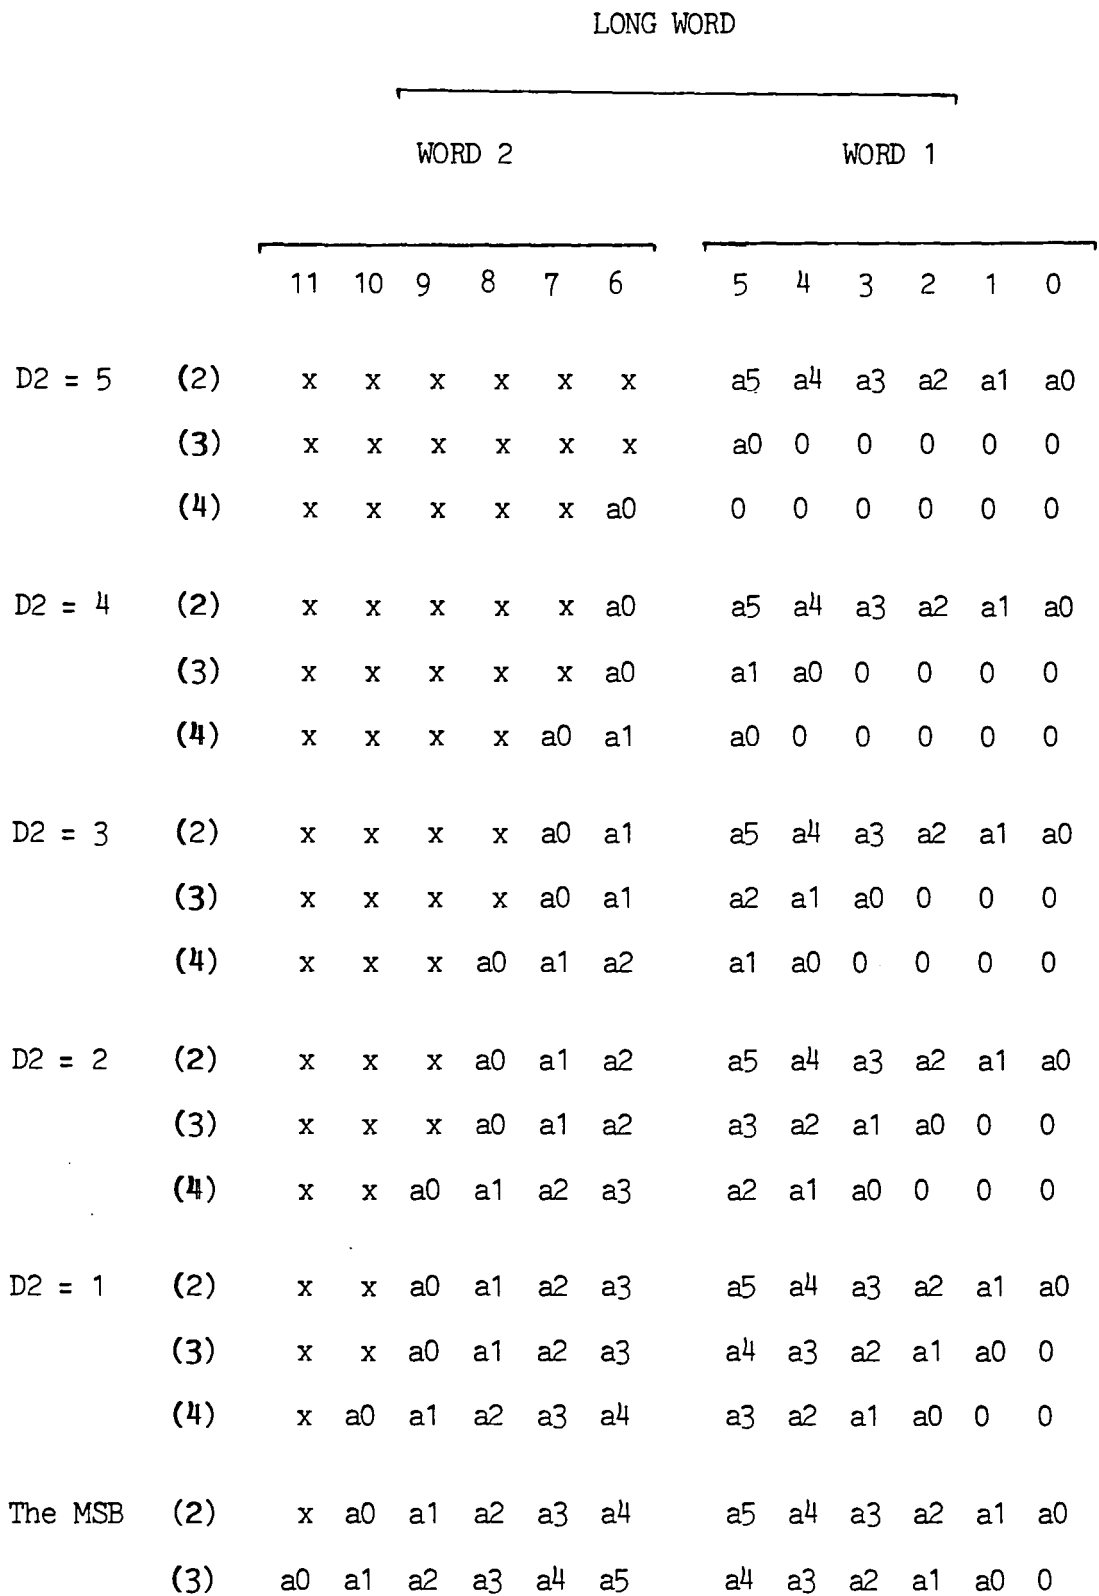 LONG WORD
WORD 2 WORD 1
11 10 9 8 7 6 5 4 3 2 1 0
D2 = 5 (2) x x x x x x a5 a4 a3 a2 a1 a0
(3) x x x x x x a0 0 0 0 0 0
(4) x x x x x a0 0 0 0 0 0 0
D2 = 4 (2) x x x x x a0 a5 a4 a3 a2 a1 a0
(3) x x x x x a0 a1 a0 0 0 0 0
(4) x x x x a0 a1 a0 0 0 0 0 0
D2 = 3 (2) x x x x a0 a1 a5 a4 a3 a2 a1 a0
(3) x x x x a0 a1 a2 a1 a0 0 0 0
(4) x x x a0 a1 a2 a1 a0 0 0 0 0
D2 = 2 (2) x x x a0 a1 a2 a5 a4 a3 a2 a1 a0
(3) x x x a0 a1 a2 a3 a2 a1 a0 0 0
(4) x x a0 a1 a2 a3 a2 a1 a0 0 0 0
D2 = 1 (2) x x a0 a1 a2 a3 a5 a4 a3 a2 a1 a0
(3) x x a0 a1 a2 a3 a4 a3 a2 a1 a0 0
(4) x a0 a1 a2 a3 a4 a3 a2 a1 a0 0 0
The MSB (2) x a0 a1 a2 a3 a4 a5 a4 a3 a2 a1 a0
(3) a0 a1 a2 a3 a4 a5 a4 a3 a2 a1 a0 0